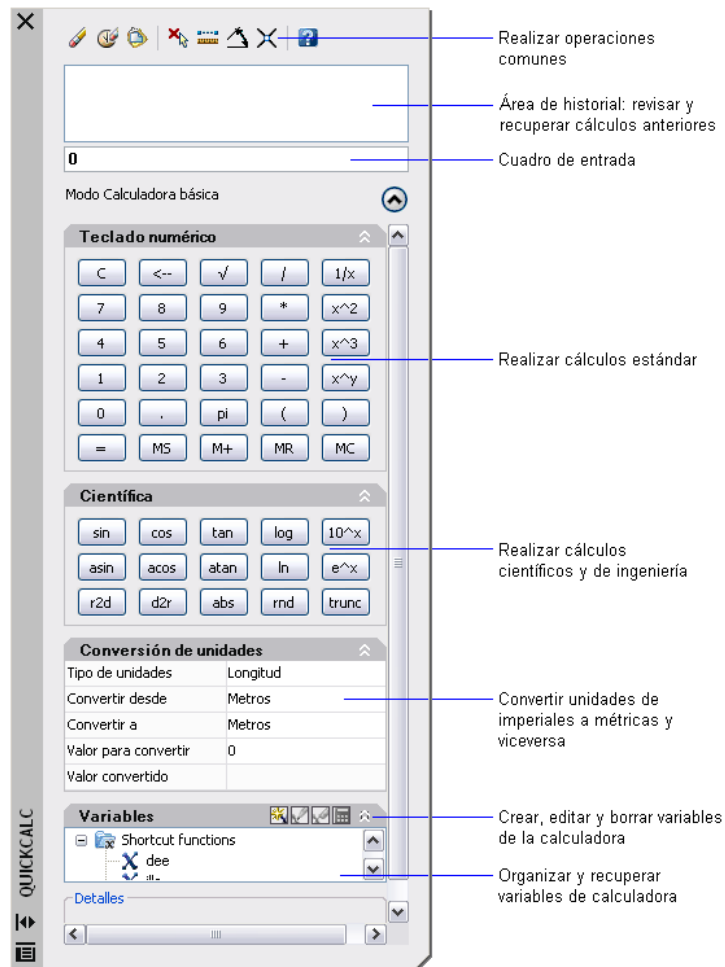 Realizar operaciones
comunes
Área de historial: revisar y
recuperar cálculos anteriores
0
Cuadro de entrada
Modo Calculadora básica
Teclado numérico
C <-- √ / 1/x
7 8 9 * x^2
4 5 6 + x^3
Realizar cálculos estándar
1 2 3 - x^y
0 . pi ( )
= MS M+ MR MC
Científica
sin cos tan log 10^x
asin acos atan ln e^x
r2d d2r abs rnd trunc
Realizar cálculos
científicos y de ingeniería
Conversión de unidades
Tipo de unidades Longitud
Convertir desde Metros
Convertir a Metros
Valor para convertir 0
Valor convertido
Convertir unidades de
imperiales a métricas y
viceversa
Variables
Shortcut functions
dee
Crear, editar y borrar variables
de la calculadora
Organizar y recuperar
variables de calculadora
Detalles
QUICKCALC